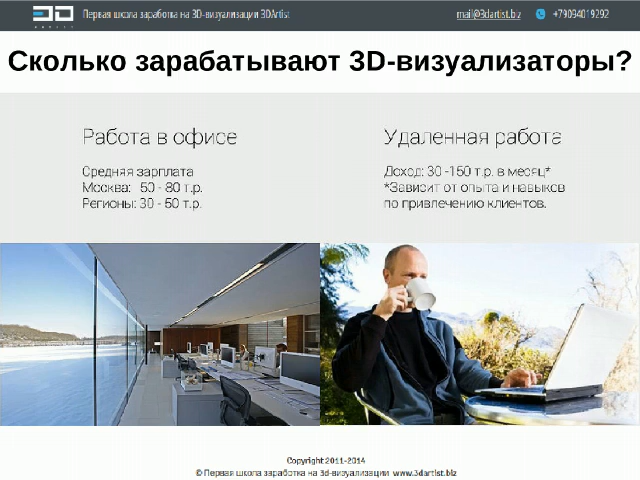 3D
Первая школа заработка на 3D-визуализации 3DArtist
mail@3dartist.biz
+79094019292
Сколько зарабатывают 3D-визуализаторы?
Работа в офисе
Средняя зарплата
Москва: 50 - 80 т.р.
Регионы: 30 - 50 т.р.
Удаленная работа
Доход: 30 -150 т.р. в месяц*
*Зависит от опыта и навыков
по привлечению клиентов.
Copyright 2011-2014
© Первая школа заработка на 3d-визуализации www.3dartist.biz